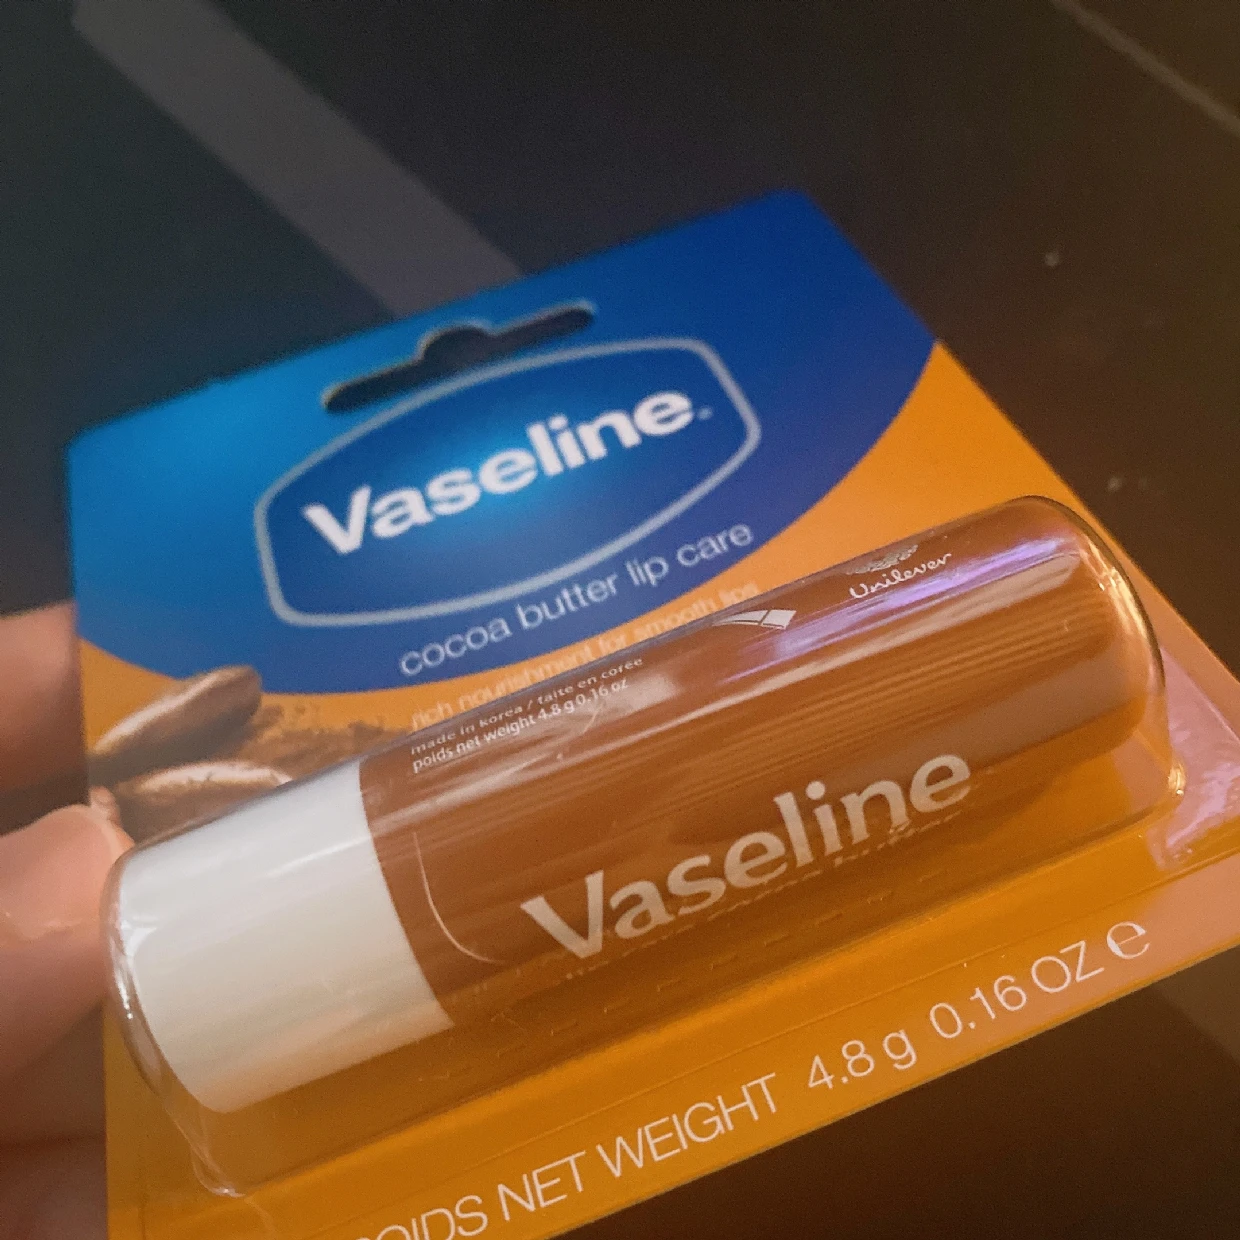 Vaseline.
cocoa butter lip care
rich nourishment for smooth lips
Unilever
made in korea / faite en corée
poids net weight 4.8 g 0.16 oz
Vaseline
NET WEIGHT 4.8 g 0.16 OZ ℮